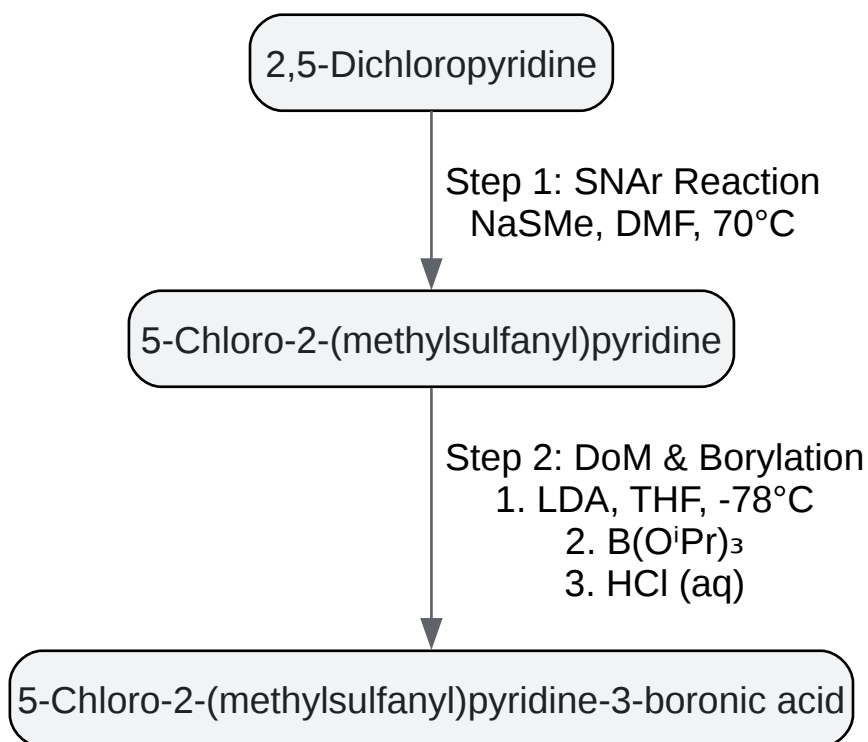 2,5-Dichloropyridine
Step 1: SNAr Reaction
NaSMe, DMF, 70°C
5-Chloro-2-(methylsulfanyl)pyridine
Step 2: DoM & Borylation
1. LDA, THF, -78°C
2. B(OⁱPr)₃
3. HCl (aq)
5-Chloro-2-(methylsulfanyl)pyridine-3-boronic acid